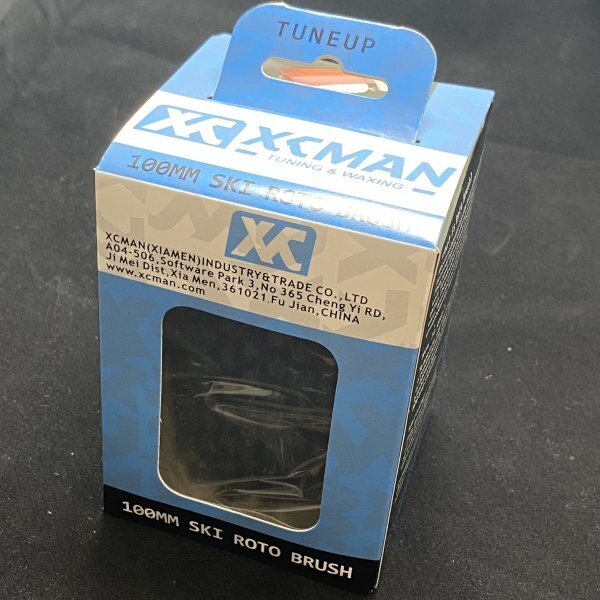 TUNEUP
XC XCMAN
TUNING & WAXING
100MM SKI ROTO BRUSH
XC
XCMAN(XIAMEN)INDUSTRY&TRADE CO.,LTD
A04-506,Software Park 3,No 365 Cheng Yi RD,
Ji Mei Dist,Xia Men,361021.Fu Jian,CHINA
www.xcman.com
100MM SKI ROTO BRUSH